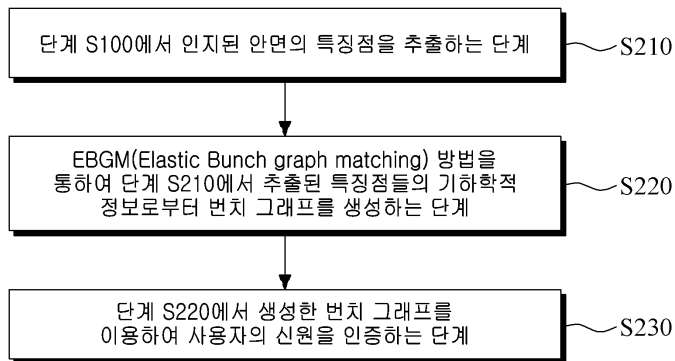 단계 S100에서 인지된 안면의 특징점을 추출하는 단계
S210
EBGM(Elastic Bunch graph matching) 방법을
통하여 단계 S210에서 추출된 특징점들의 기하학적
정보로부터 번치 그래프를 생성하는 단계
S220
단계 S220에서 생성한 번치 그래프를
이용하여 사용자의 신원을 인증하는 단계
S230